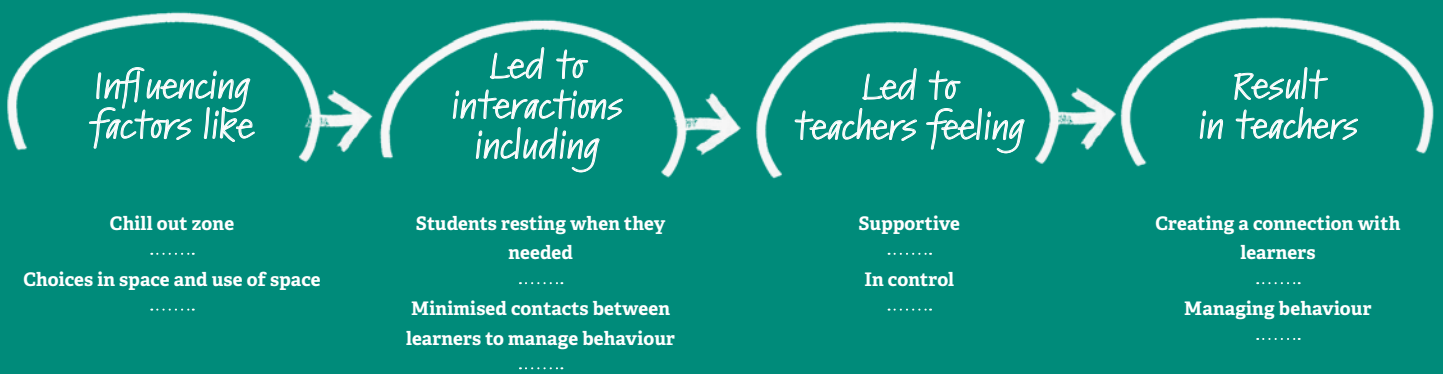 Influencing
factors like
Chill out zone
........
Choices in space and use of space
........
Led to
interactions
including
Students resting when they
needed
........
Minimised contacts between
learners to manage behaviour
........
Led to
teachers feeling
Supportive
........
In control
........
Result
in teachers
Creating a connection with
learners
........
Managing behaviour
........